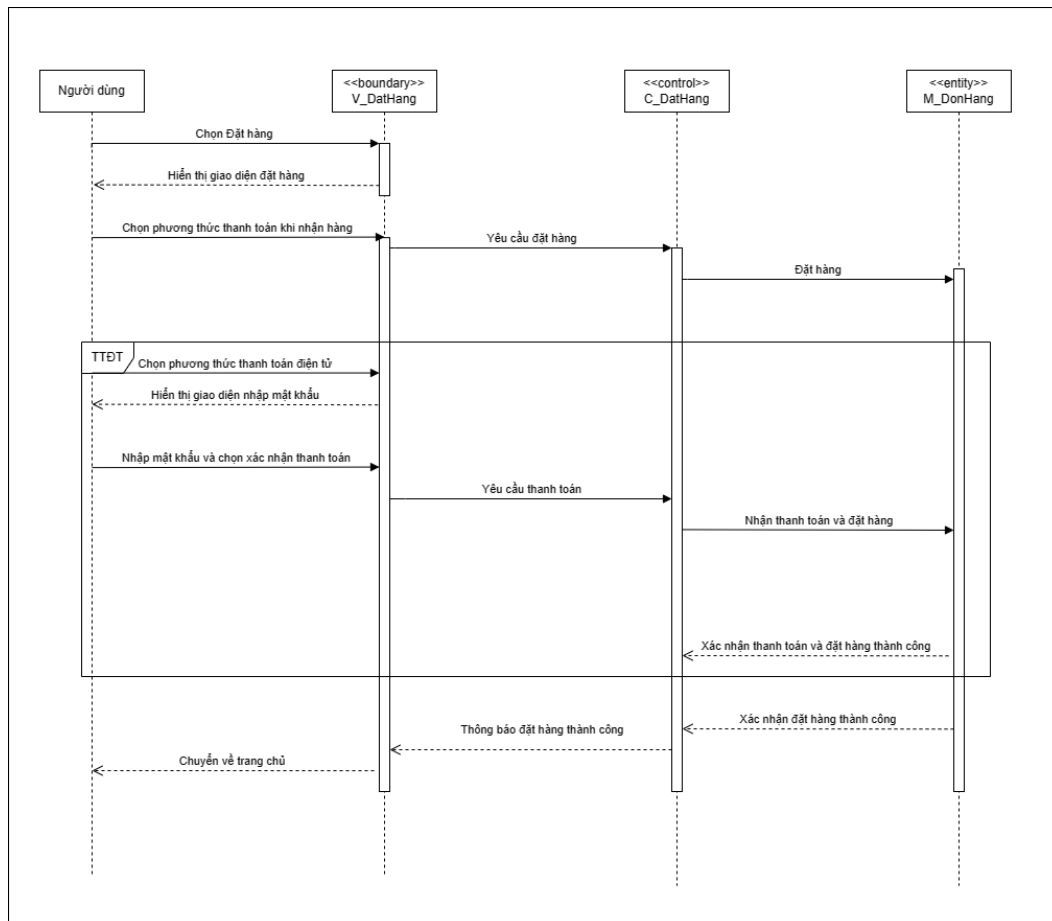 Người dùng
<<boundary>>
V_DatHang
<<control>>
C_DatHang
<<entity>>
M_DonHang
Chọn Đặt hàng
Hiển thị giao diện đặt hàng
Chọn phương thức thanh toán khi nhận hàng
Yêu cầu đặt hàng
Đặt hàng
TTĐT
Chọn phương thức thanh toán điện tử
Hiển thị giao diện nhập mật khẩu
Nhập mật khẩu và chọn xác nhận thanh toán
Yêu cầu thanh toán
Nhận thanh toán và đặt hàng
Xác nhận thanh toán và đặt hàng thành công
Xác nhận đặt hàng thành công
Thông báo đặt hàng thành công
Chuyển về trang chủ